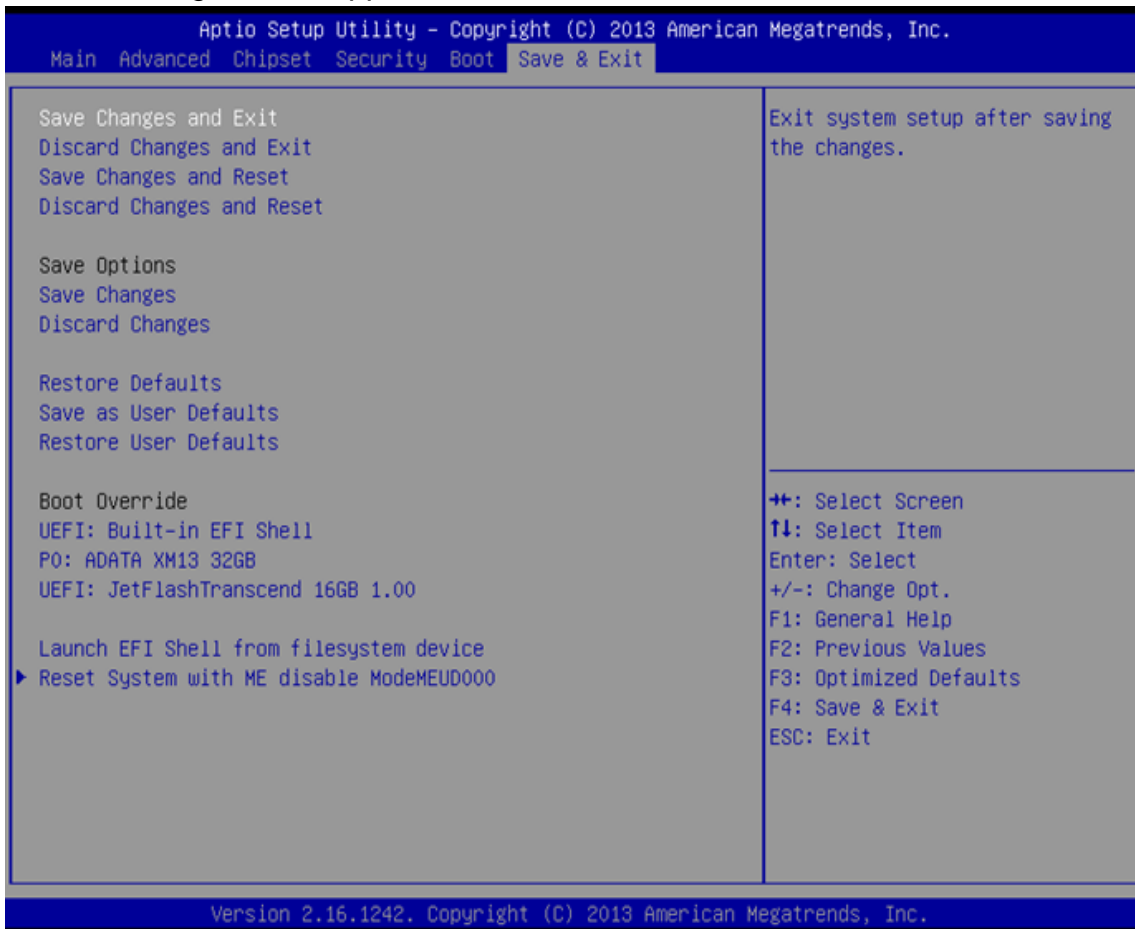 Aptio Setup Utility – Copyright (C) 2013 American Megatrends, Inc.
Main Advanced Chipset Security Boot Save & Exit
Save Changes and Exit
Discard Changes and Exit
Save Changes and Reset
Discard Changes and Reset
Save Options
Save Changes
Discard Changes
Restore Defaults
Save as User Defaults
Restore User Defaults
Boot Override
UEFI: Built-in EFI Shell
P0: ADATA XM13 32GB
UEFI: JetFlashTranscend 16GB 1.00
Launch EFI Shell from filesystem device
Reset System with ME disable ModeMEUD000
Exit system setup after saving
the changes.
→←: Select Screen
↑↓: Select Item
Enter: Select
+/-: Change Opt.
F1: General Help
F2: Previous Values
F3: Optimized Defaults
F4: Save & Exit
ESC: Exit
Version 2.16.1242. Copyright (C) 2013 American Megatrends, Inc.